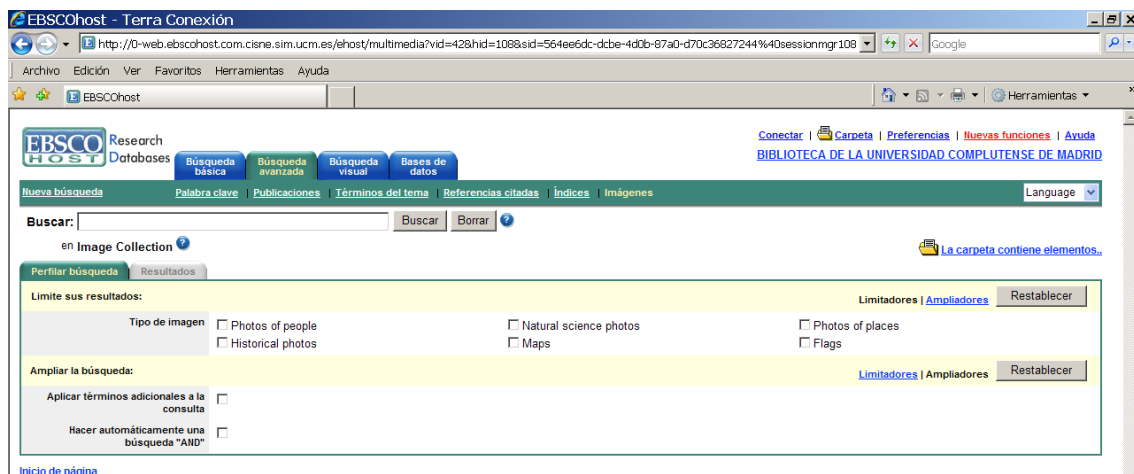 EBSCOhost - Terra Conexión
http://0-web.ebscohost.com.cisne.sim.ucm.es/ehost/multimedia?vid=42&hid=108&sid=564ee6dc-dcbe-4d0b-87a0-d70c36827244%40sessionmgr108
Google
Archivo Edición Ver Favoritos Herramientas Ayuda
EBSCOhost
Herramientas
EBSCO HOST Research Databases
Conectar | Carpeta | Preferencias | Nuevas funciones | Ayuda
BIBLIOTECA DE LA UNIVERSIDAD COMPLUTENSE DE MADRID
Búsqueda básica
Búsqueda avanzada
Búsqueda visual
Bases de datos
Nueva búsqueda Palabra clave | Publicaciones | Términos del tema | Referencias citadas | Índices | Imágenes Language
Buscar: Buscar Borrar
en Image Collection
La carpeta contiene elementos..
Perfilar búsqueda Resultados
Limite sus resultados: Limitadores | Ampliadores Restablecer
Tipo de imagen Photos of people Natural science photos Photos of places
Historical photos Maps Flags
Ampliar la búsqueda: Limitadores | Ampliadores Restablecer
Aplicar términos adicionales a la
consulta
Hacer automáticamente una
búsqueda "AND"
Inicio de página